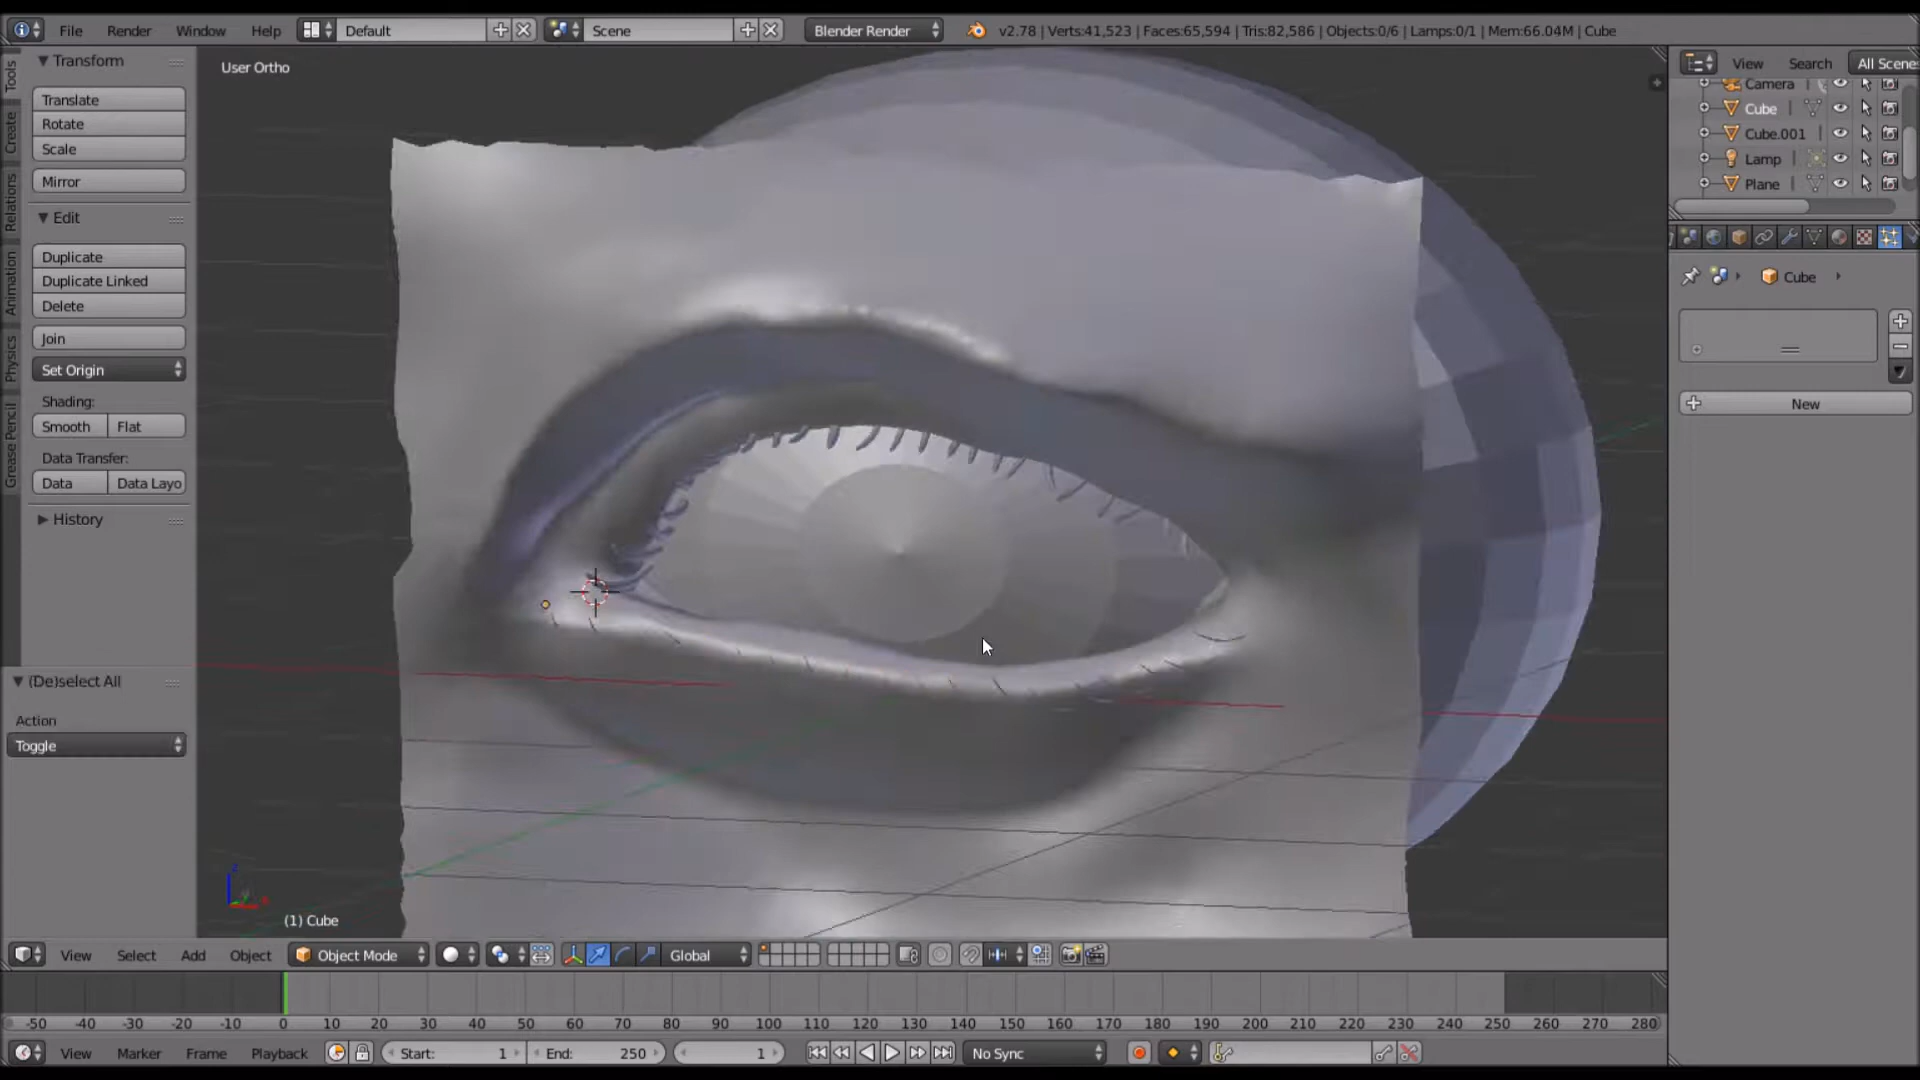 File Render Window Help Default Scene Blender Render v2.78 | Verts:41,523 | Faces:65,594 | Tris:82,586 | Objects:0/6 | Lamps:0/1 | Mem:66.04M | Cube
Tools
Create
Relations
Animation
Physics
Grease Pencil
Transform
Translate
Rotate
Scale
Mirror
Edit
Duplicate
Duplicate Linked
Delete
Join
Set Origin
Shading:
Smooth Flat
Data Transfer:
Data Data Layo
History
(De)select All
Action
Toggle
User Ortho
(1) Cube
View Search All Scene
Camera
Cube
Cube.001
Lamp
Plane
Cube
New
View Select Add Object Object Mode Global
-50 -40 -30 -20 -10 0 10 20 30 40 50 60 70 80 90 100 110 120 130 140 150 160 170 180 190 200 210 220 230 240 250 260 270 280
View Marker Frame Playback Start: 1 End: 250 1 No Sync